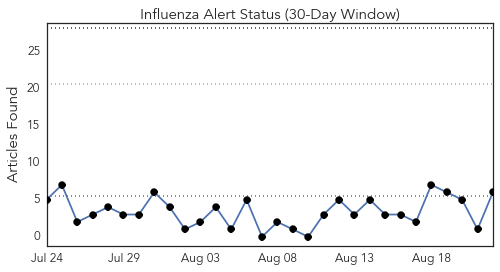 Influenza Alert Status (30-Day Window)
Articles Found
25
20
15
10
5
0
Jul 24 Jul 29 Aug 03 Aug 08 Aug 13 Aug 18